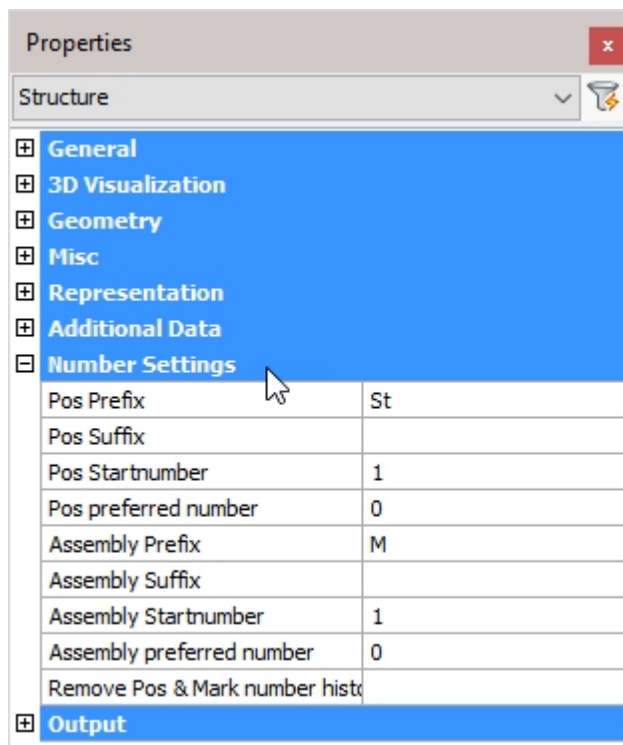 Properties
x
Structure
General
3D Visualization
Geometry
Misc
Representation
Additional Data
Number Settings
Pos Prefix St
Pos Suffix
Pos Startnumber 1
Pos preferred number 0
Assembly Prefix M
Assembly Suffix
Assembly Startnumber 1
Assembly preferred number 0
Remove Pos & Mark number histo
Output